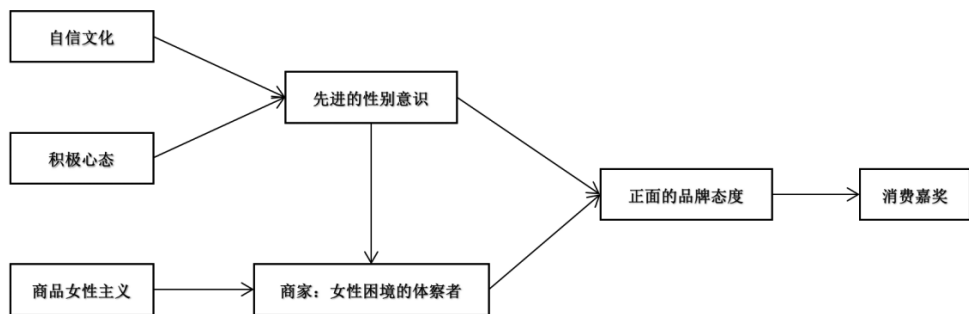 自信文化
先进的性别意识
积极心态
正面的品牌态度
消费嘉奖
商品女性主义
商家：女性困境的体察者